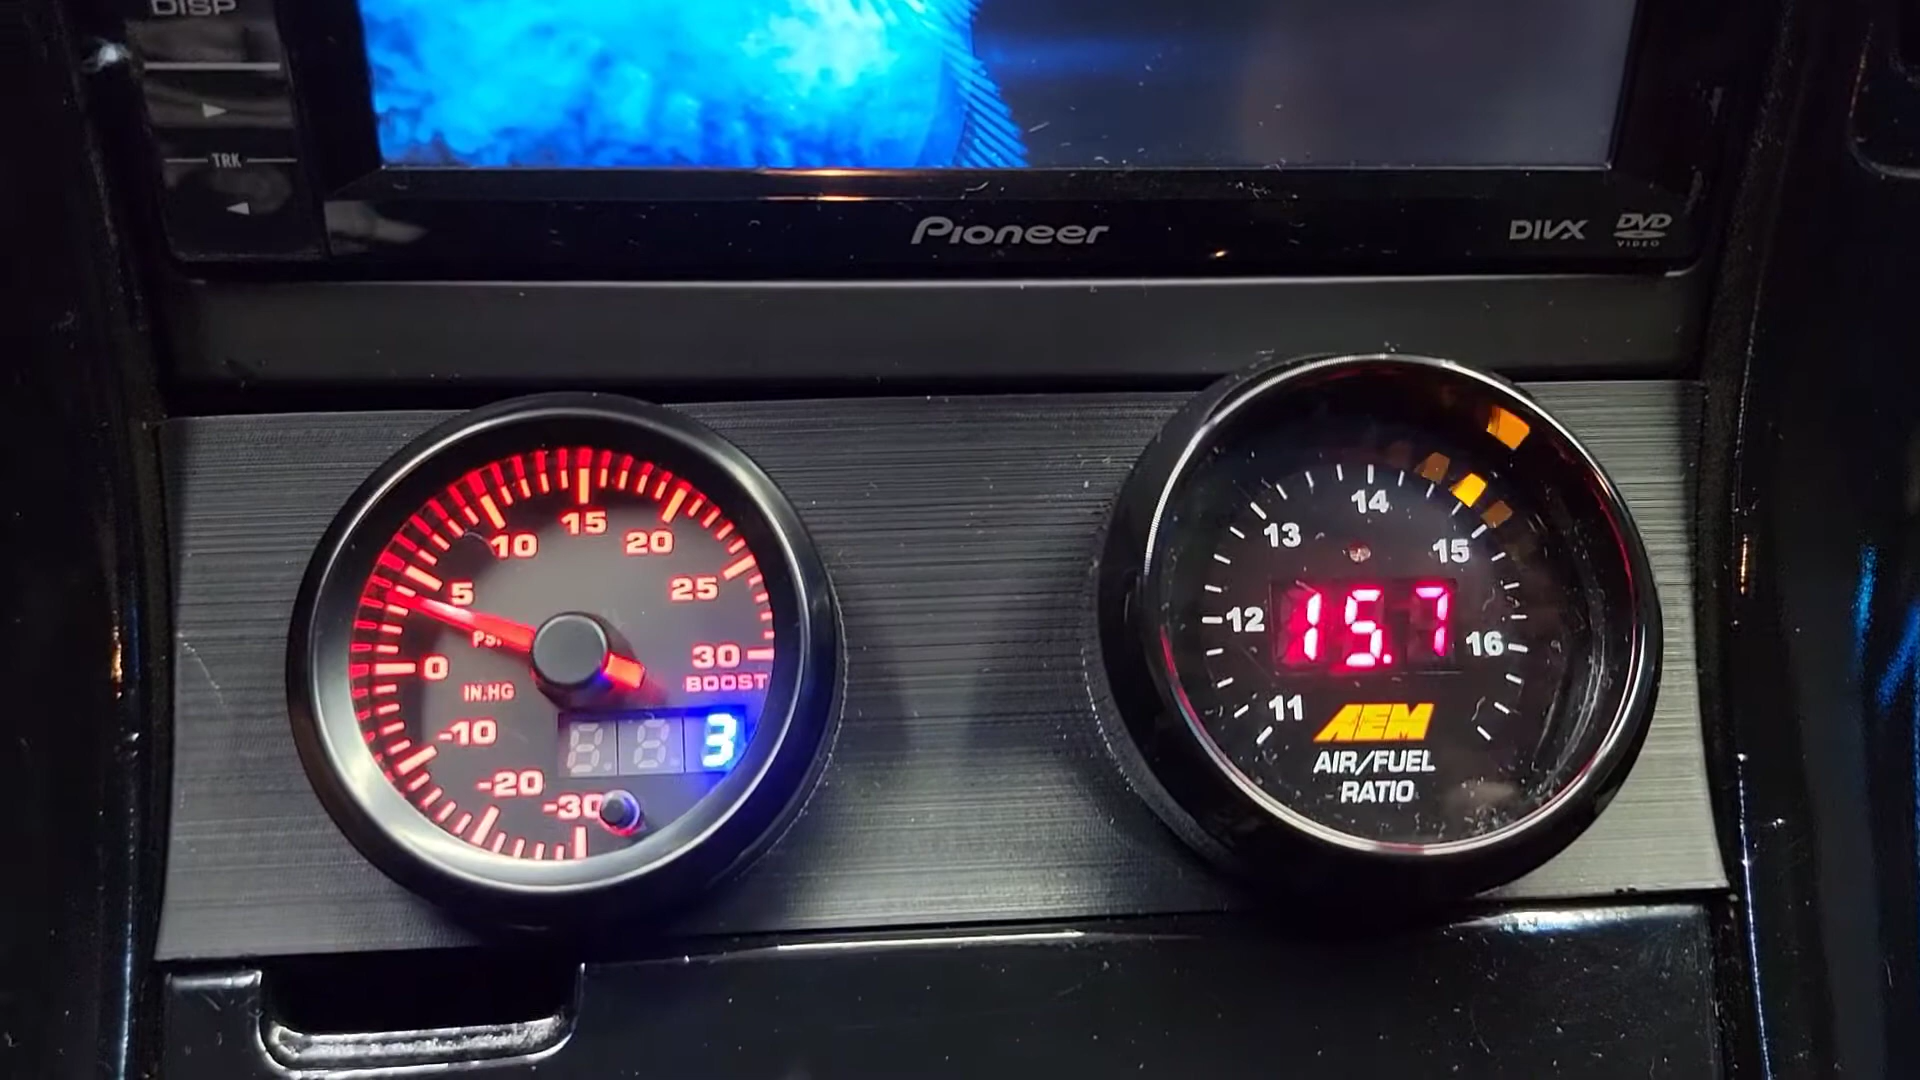 DISP
TRK
Pioneer
DIVX
DVD
VIDEO
5
10
15
20
25
30
BOOST
PSI
0
IN.HG
-10
-20
-30
3
11
12
13
14
15
16
15.7
AEM
AIR/FUEL
RATIO